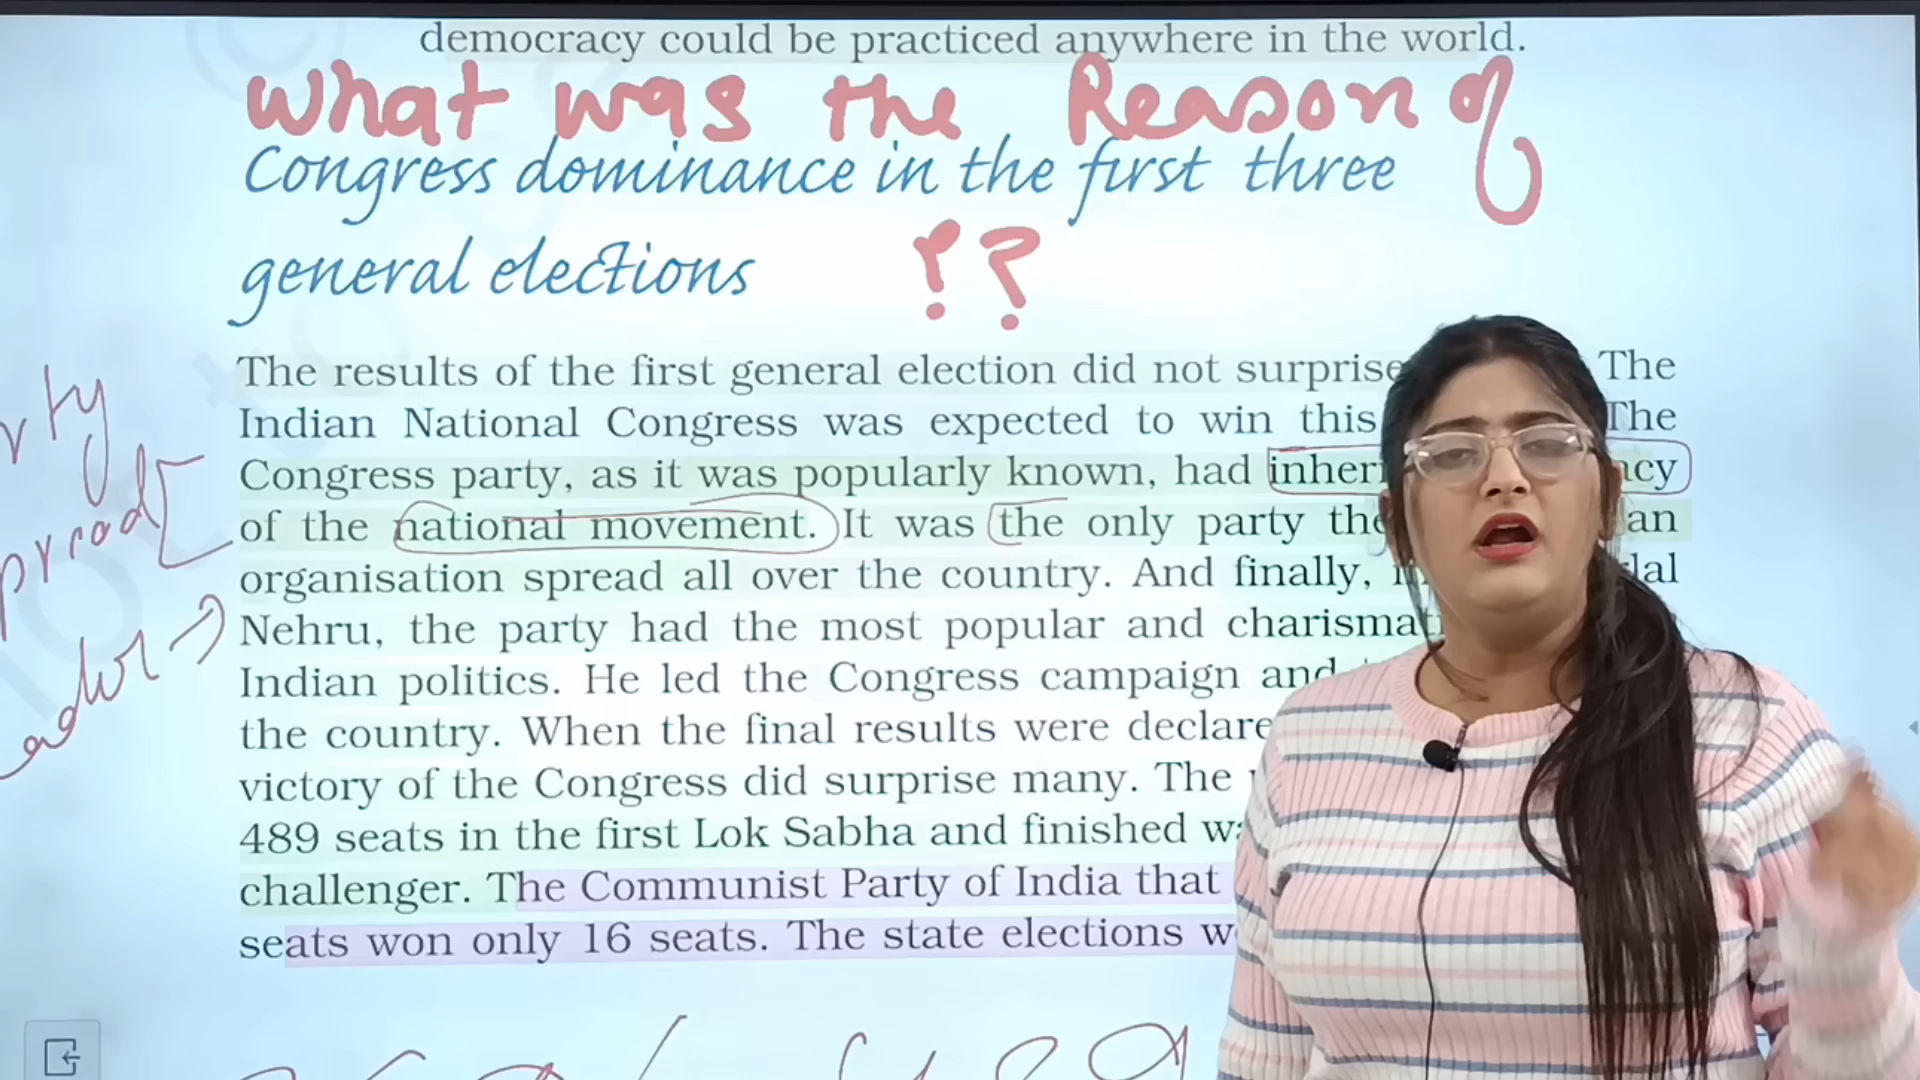 democracy could be practiced anywhere in the world.
What was the Reason of
Congress dominance in the first three
general elections ??
The results of the first general election did not surprise The
Indian National Congress was expected to win this The
Congress party, as it was popularly known, had
of the national movement. It was the only party an
organisation spread all over the country. And finally,
Nehru, the party had the most popular and
Indian politics. He led the Congress campaign and
the country. When the final results were
victory of the Congress did surprise many. The
489 seats in the first Lok Sabha and finished
challenger. The Communist Party of India that
seats won only 16 seats. The state elections